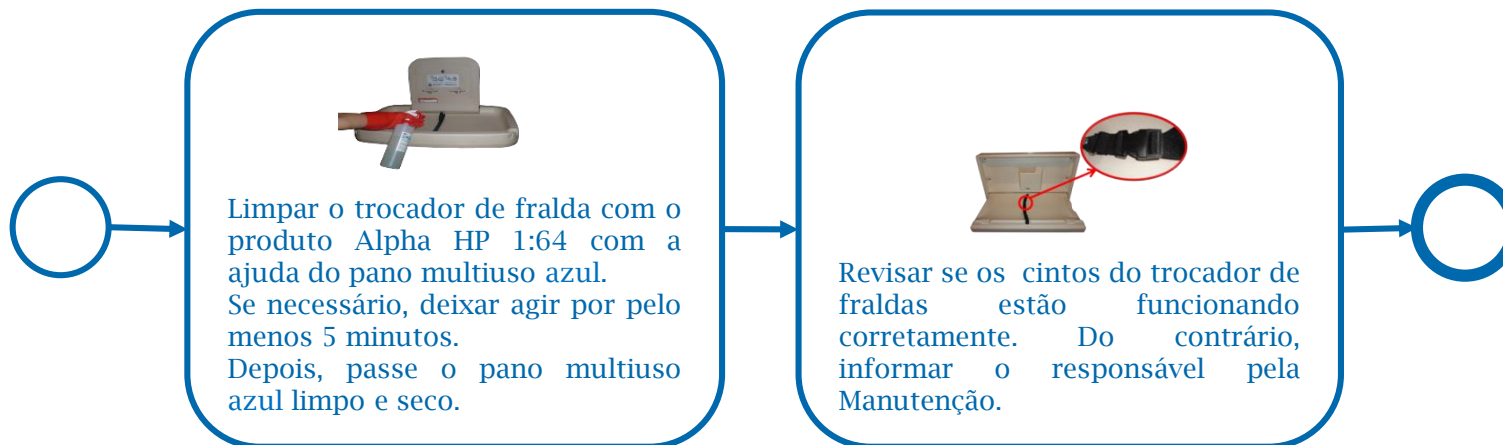 Limpar o trocador de fralda com o
produto Alpha HP 1:64 com a
ajuda do pano multiuso azul.
Se necessário, deixar agir por pelo
menos 5 minutos.
Depois, passe o pano multiuso
azul limpo e seco.
Revisar se os cintos do trocador de
fraldas estão funcionando
corretamente. Do contrário,
informar o responsável pela
Manutenção.